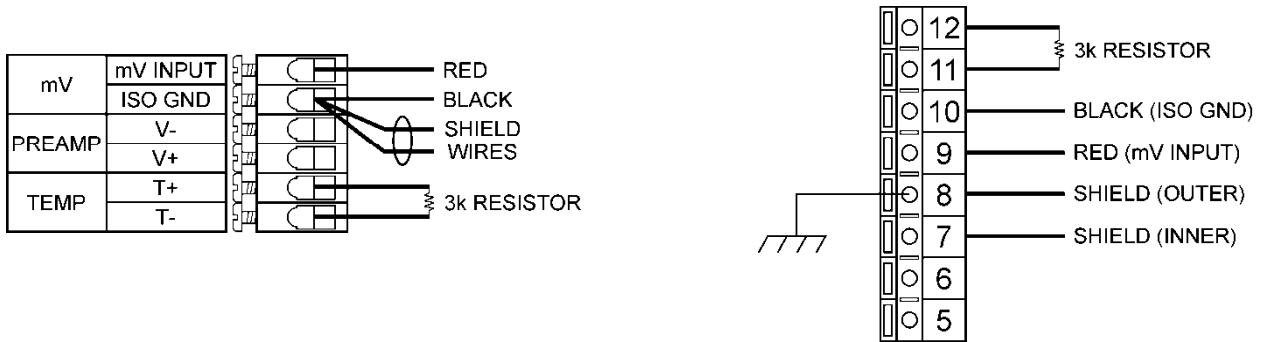 mV
mV INPUT
RED
ISO GND
BLACK
PREAMP
V-
SHIELD
V+
WIRES
TEMP
T+
T-
3k RESISTOR
12
11
3k RESISTOR
10
BLACK (ISO GND)
9
RED (mV INPUT)
8
SHIELD (OUTER)
7
SHIELD (INNER)
6
5